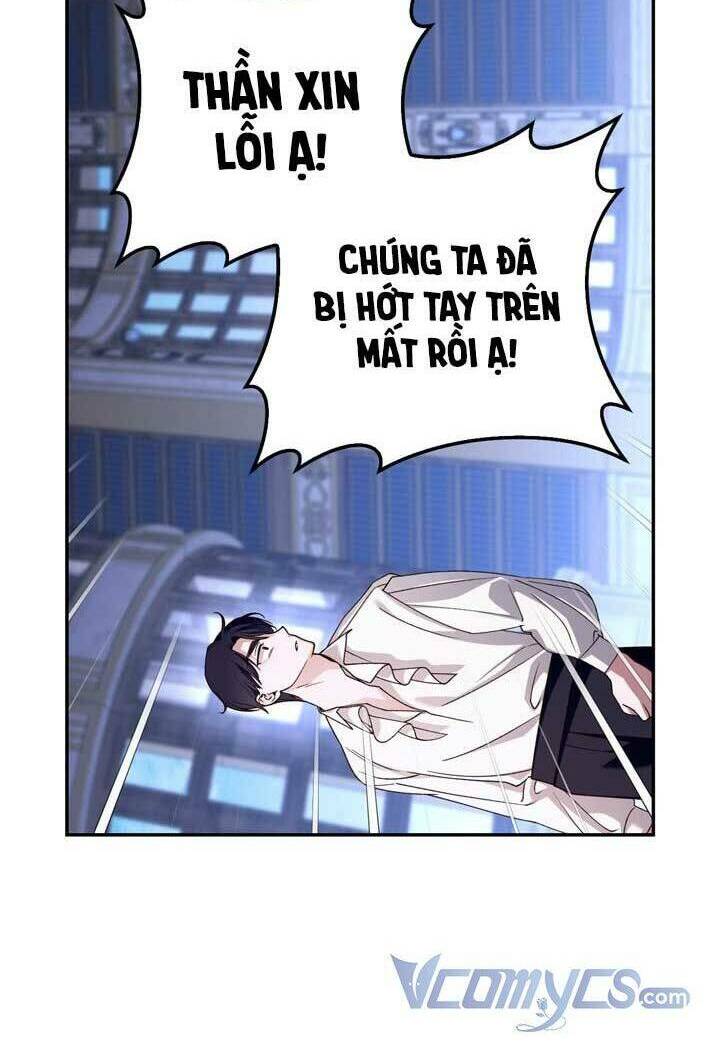 THẦN XIN
LỖI Ạ!
CHÚNG TA ĐÃ
BỊ HỚT TAY TRÊN
MẤT RỒI Ạ!
VCOMYCS.com